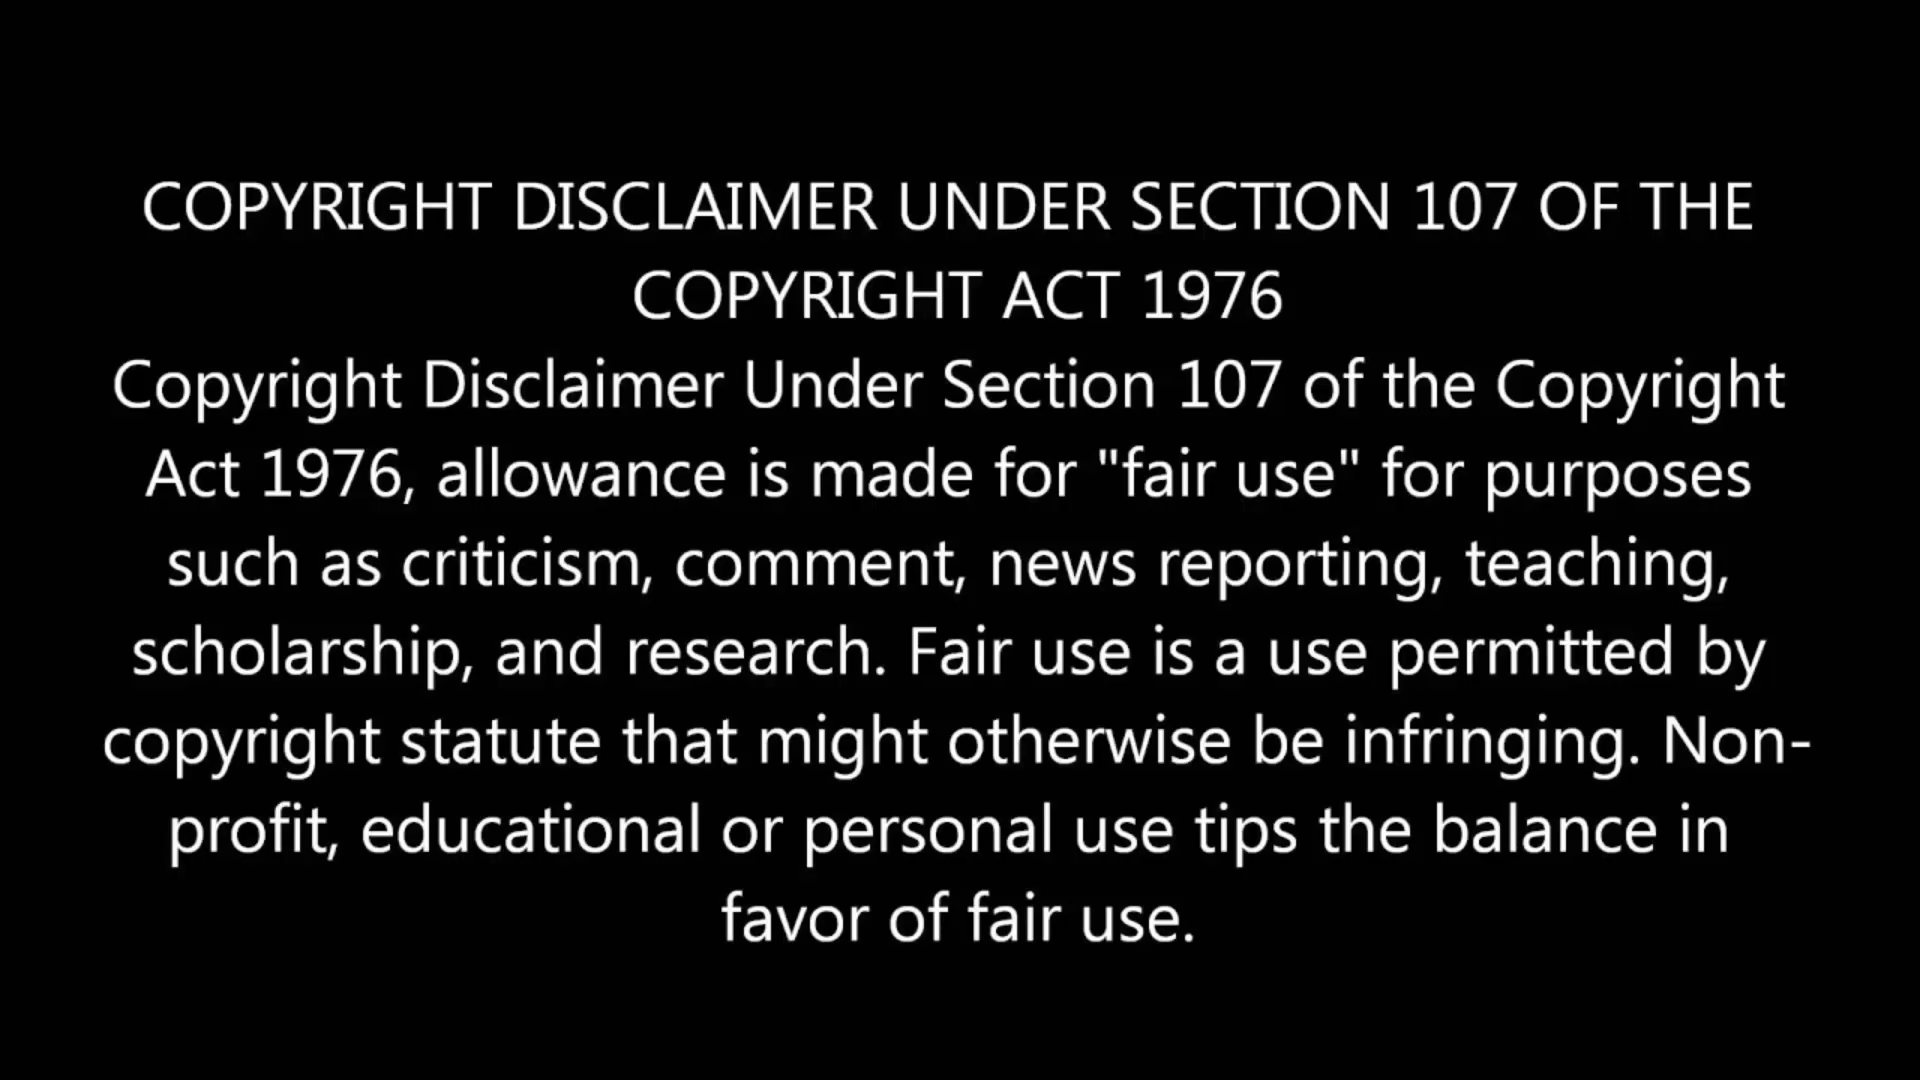 COPYRIGHT DISCLAIMER UNDER SECTION 107 OF THE
COPYRIGHT ACT 1976
Copyright Disclaimer Under Section 107 of the Copyright
Act 1976, allowance is made for "fair use" for purposes
such as criticism, comment, news reporting, teaching,
scholarship, and research. Fair use is a use permitted by
copyright statute that might otherwise be infringing. Non-
profit, educational or personal use tips the balance in
favor of fair use.